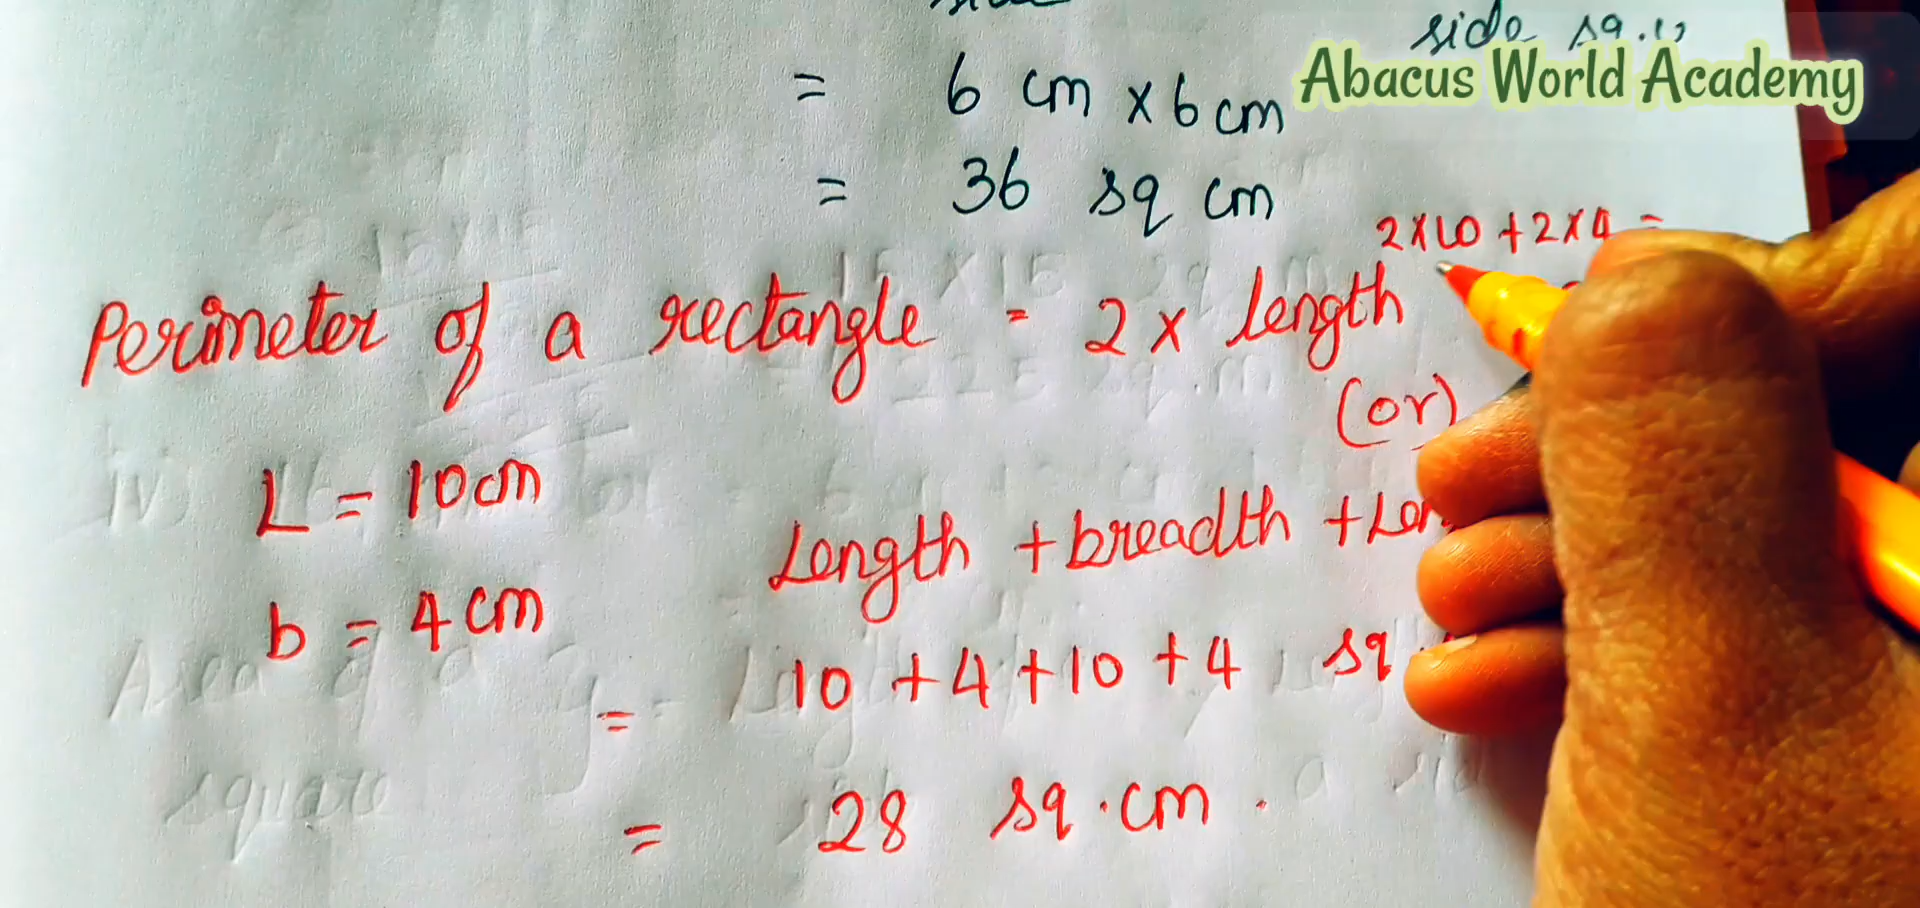 side sq.
Abacus World Academy
= 6 cm x 6 cm
= 36 sq cm
2x10 + 2x4 =
Perimeter of a rectangle = 2 x length
(or)
L = 10cm
Length + breadth + Len
b = 4 cm
= 10 + 4 + 10 + 4 sq
= 28 sq.cm.